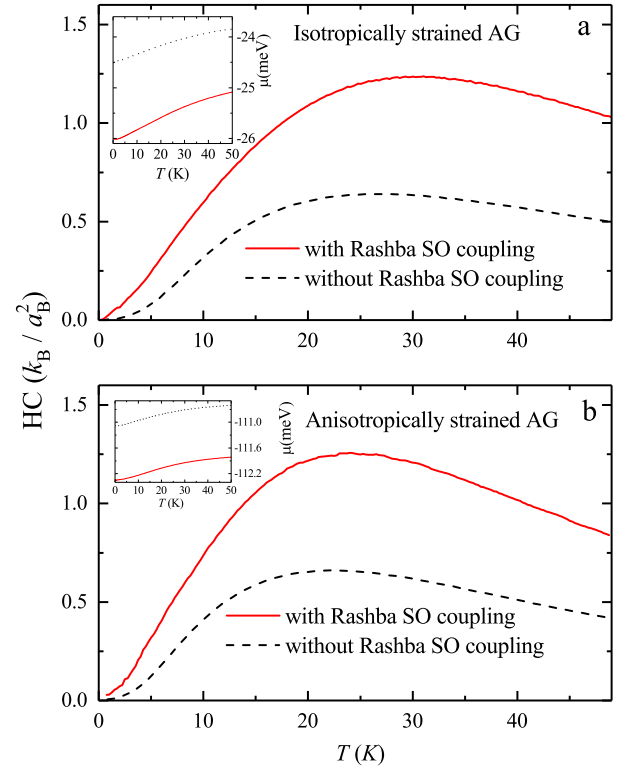 Isotropically strained AG
a
-24
-25
-26
μ(meV)
0 10 20 30 40 50
T (K)
1.5
1.0
0.5
0.0
with Rashba SO coupling
without Rashba SO coupling
0 10 20 30 40
HC (k_B / a_B^2)
Anisotropically strained AG
b
-111.0
-111.6
-112.2
μ(meV)
0 10 20 30 40 50
T (K)
1.5
1.0
0.5
0.0
with Rashba SO coupling
without Rashba SO coupling
0 10 20 30 40
T (K)